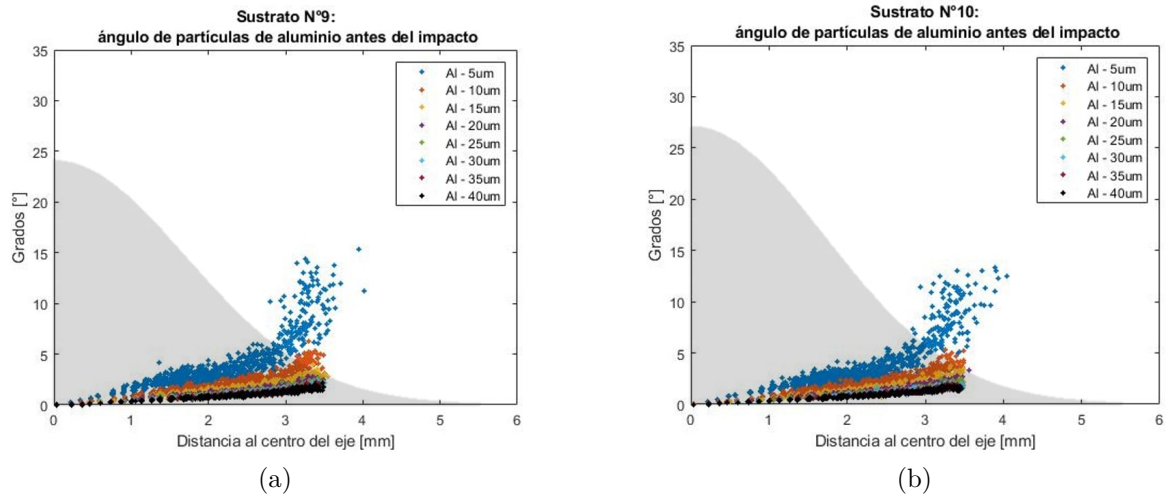 Sustrato N°9:
ángulo de partículas de aluminio antes del impacto
35
30
25
20
15
10
5
0
Grados [°]
0 1 2 3 4 5 6
Distancia al centro del eje [mm]
Al - 5um
Al - 10um
Al - 15um
Al - 20um
Al - 25um
Al - 30um
Al - 35um
Al - 40um
(a)
Sustrato N°10:
ángulo de partículas de aluminio antes del impacto
35
30
25
20
15
10
5
0
Grados [°]
0 1 2 3 4 5 6
Distancia al centro del eje [mm]
Al - 5um
Al - 10um
Al - 15um
Al - 20um
Al - 25um
Al - 30um
Al - 35um
Al - 40um
(b)